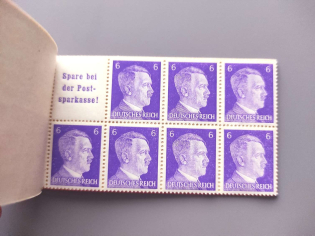 Spare bei
der Post-
sparkasse!
6 6 6 6 6 6
DEUTSCHES REICH DEUTSCHES REICH DEUTSCHES REICH
6 6 6 6 6 6 6 6
DEUTSCHES REICH DEUTSCHES REICH DEUTSCHES REICH DEUTSCHES REICH